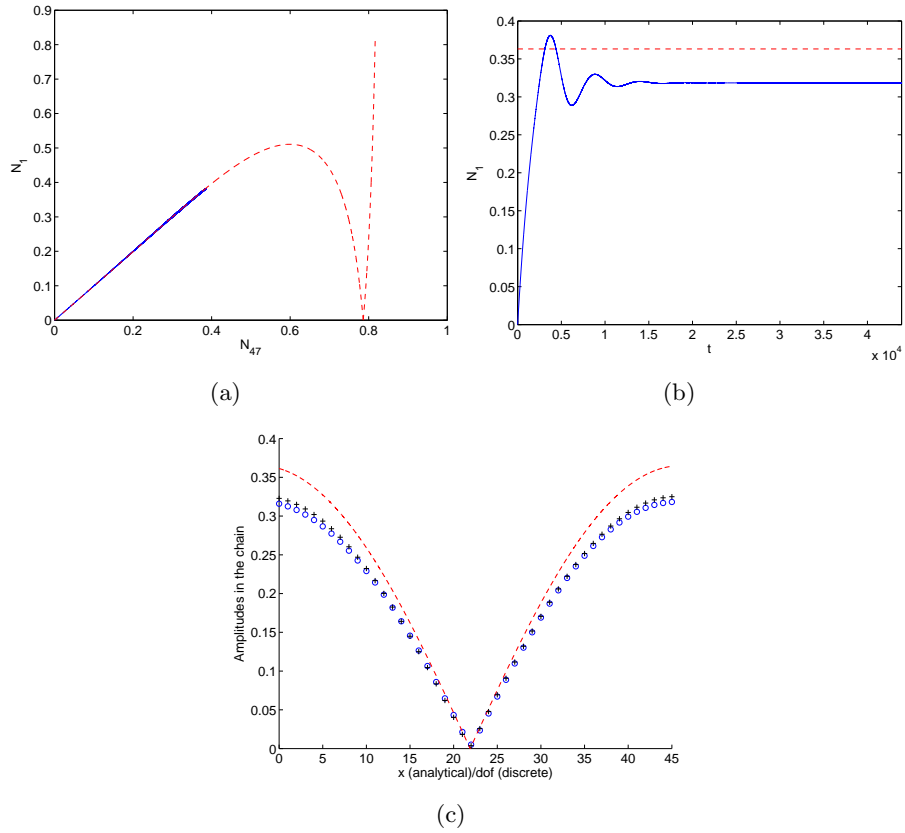 0.9
0.8
0.7
0.6
0.5
0.4
0.3
0.2
0.1
0
N1
0 0.2 0.4 0.6 0.8 1
N47
(a)
0.4
0.35
0.3
0.25
0.2
0.15
0.1
0.05
0
N1
0 0.5 1 1.5 2 2.5 3 3.5 4
t
x 10^4
(b)
0.4
0.35
0.3
0.25
0.2
0.15
0.1
0.05
0
Amplitudes in the chain
0 5 10 15 20 25 30 35 40 45
x (analytical)/dof (discrete)
(c)